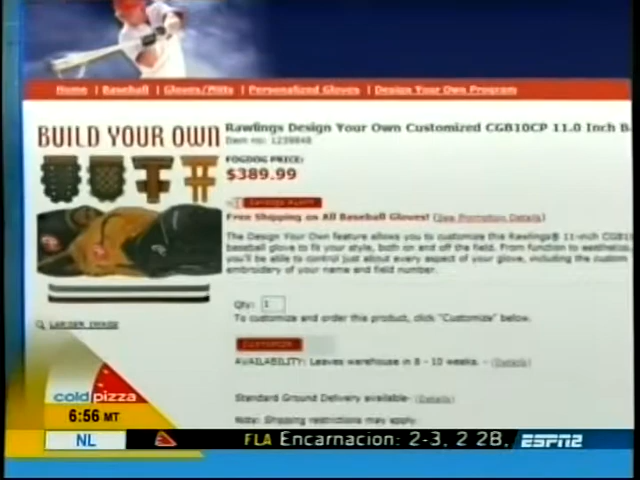 Home | Baseball | Gloves/Mitts | Personalized Gloves | Design Your Own Program
BUILD YOUR OWN
Rawlings Design Your Own Customized CGB10CP 11.0 Inch B
Item no:
FOGDOG PRICE:
$389.99
Free Shipping on All Baseball Gloves! (See Promotion Details)
The Design Your Own feature allows you to customize this Rawlings® 11-inch CGB10
baseball glove to fit your style, both on and off the field. From function to aesthetics,
you'll be able to control just about every aspect of your glove, including the custom
embroidery of your name and field number.
Qty: 1
To customize and order this product, click "Customize" below.
LARGER IMAGE
CUSTOMIZE
AVAILABILITY: Leaves warehouse in 8 - 10 weeks. - (Details)
Standard Ground Delivery available- (Details)
Note: Shipping restrictions may apply.
cold pizza
6:56 MT
NL
FLA Encarnacion: 2-3, 2 2B,
ESPN2